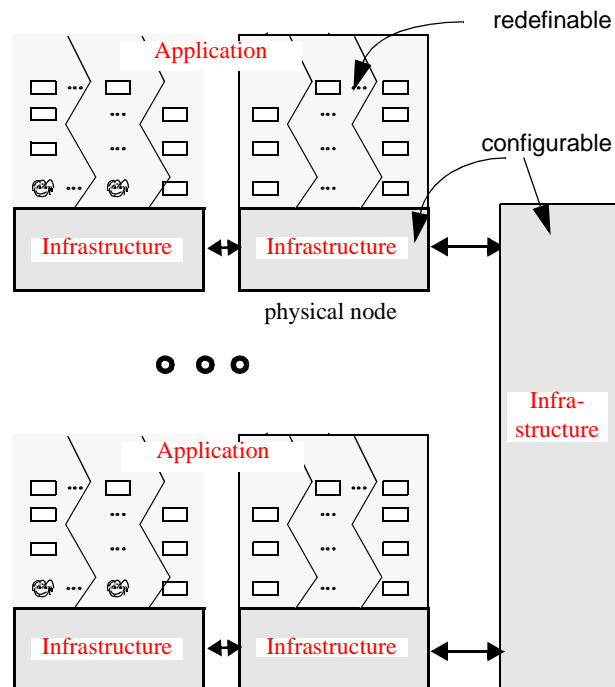 redefinable
Application
configurable
Infrastructure
Infrastructure
physical node
Infra-
structure
Application
Infrastructure
Infrastructure